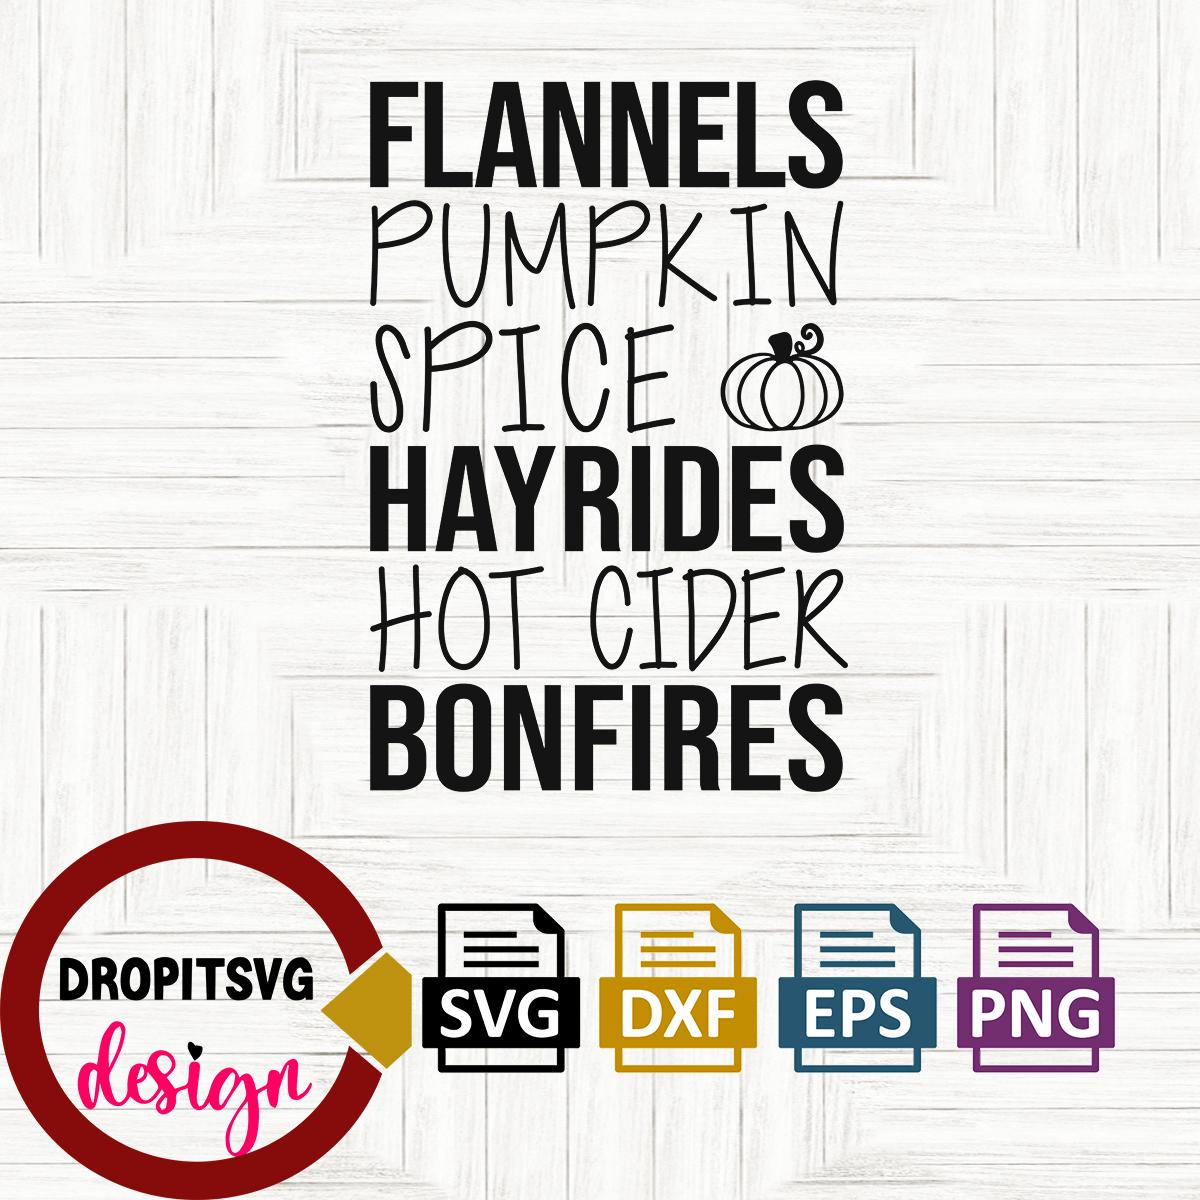 FLANNELS
PUMPKIN
SPICE
HAYRIDES
HOT CIDER
BONFIRES
DROPITSVG
design
SVG DXF EPS PNG